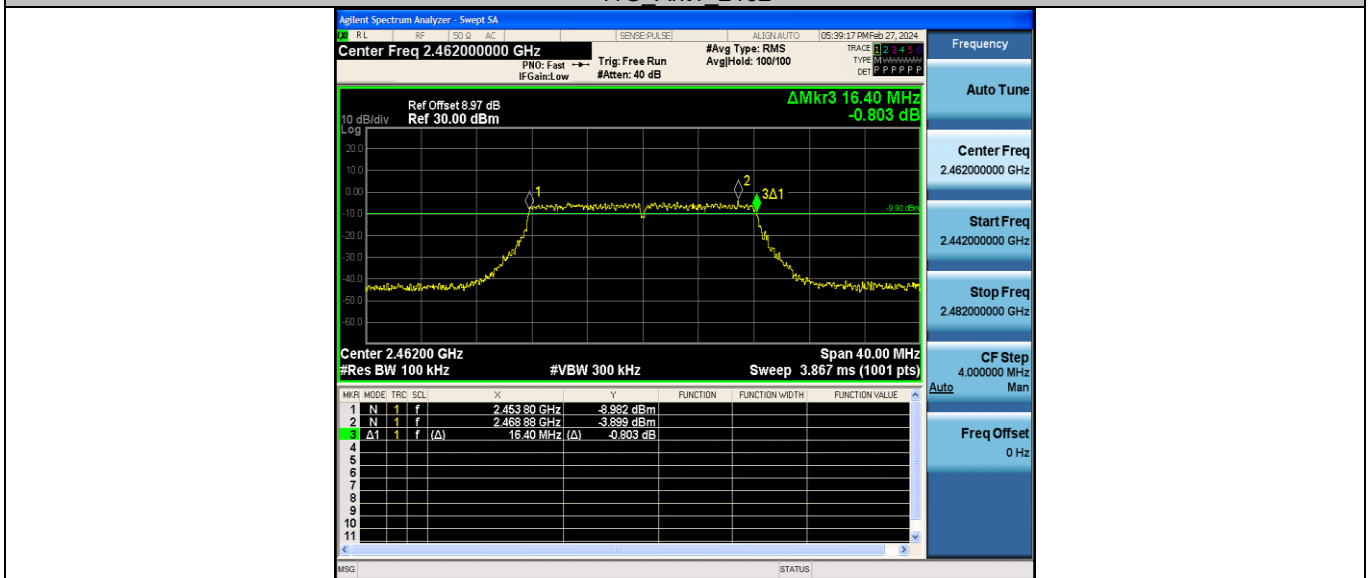 Agilent Spectrum Analyzer - Swept SA
RL RF 50 Ω AC SENSE:PULSE ALIGN AUTO 05:39:17 PM Feb 27, 2024
Center Freq 2.462000000 GHz
PNO: Fast
IFGain:Low
Trig: Free Run
#Atten: 40 dB
#Avg Type: RMS
Avg|Hold: 100/100
TRACE 1 2 3 4 5 6
TYPE M
DET P P P P P P
Frequency
Auto Tune
Center Freq
2.462000000 GHz
Start Freq
2.442000000 GHz
Stop Freq
2.482000000 GHz
CF Step
4.000000 MHz
Auto Man
Freq Offset
0 Hz
ΔMkr3 16.40 MHz
-0.803 dB
Ref Offset 8.97 dB
10 dB/div Ref 30.00 dBm
Log
20.0
10.0
0.00
-10.0
-20.0
-30.0
-40.0
-50.0
-60.0
1
2
3Δ1
-9.90 dBm
Center 2.46200 GHz Span 40.00 MHz
#Res BW 100 kHz #VBW 300 kHz Sweep 3.867 ms (1001 pts)
MKR MODE TRC SCL X Y FUNCTION FUNCTION WIDTH FUNCTION VALUE
1 N 1 f 2.453 80 GHz -8.982 dBm
2 N 1 f 2.468 88 GHz -3.899 dBm
3 Δ1 1 f (Δ) 16.40 MHz (Δ) -0.803 dB
4
5
6
7
8
9
10
11
MSG STATUS